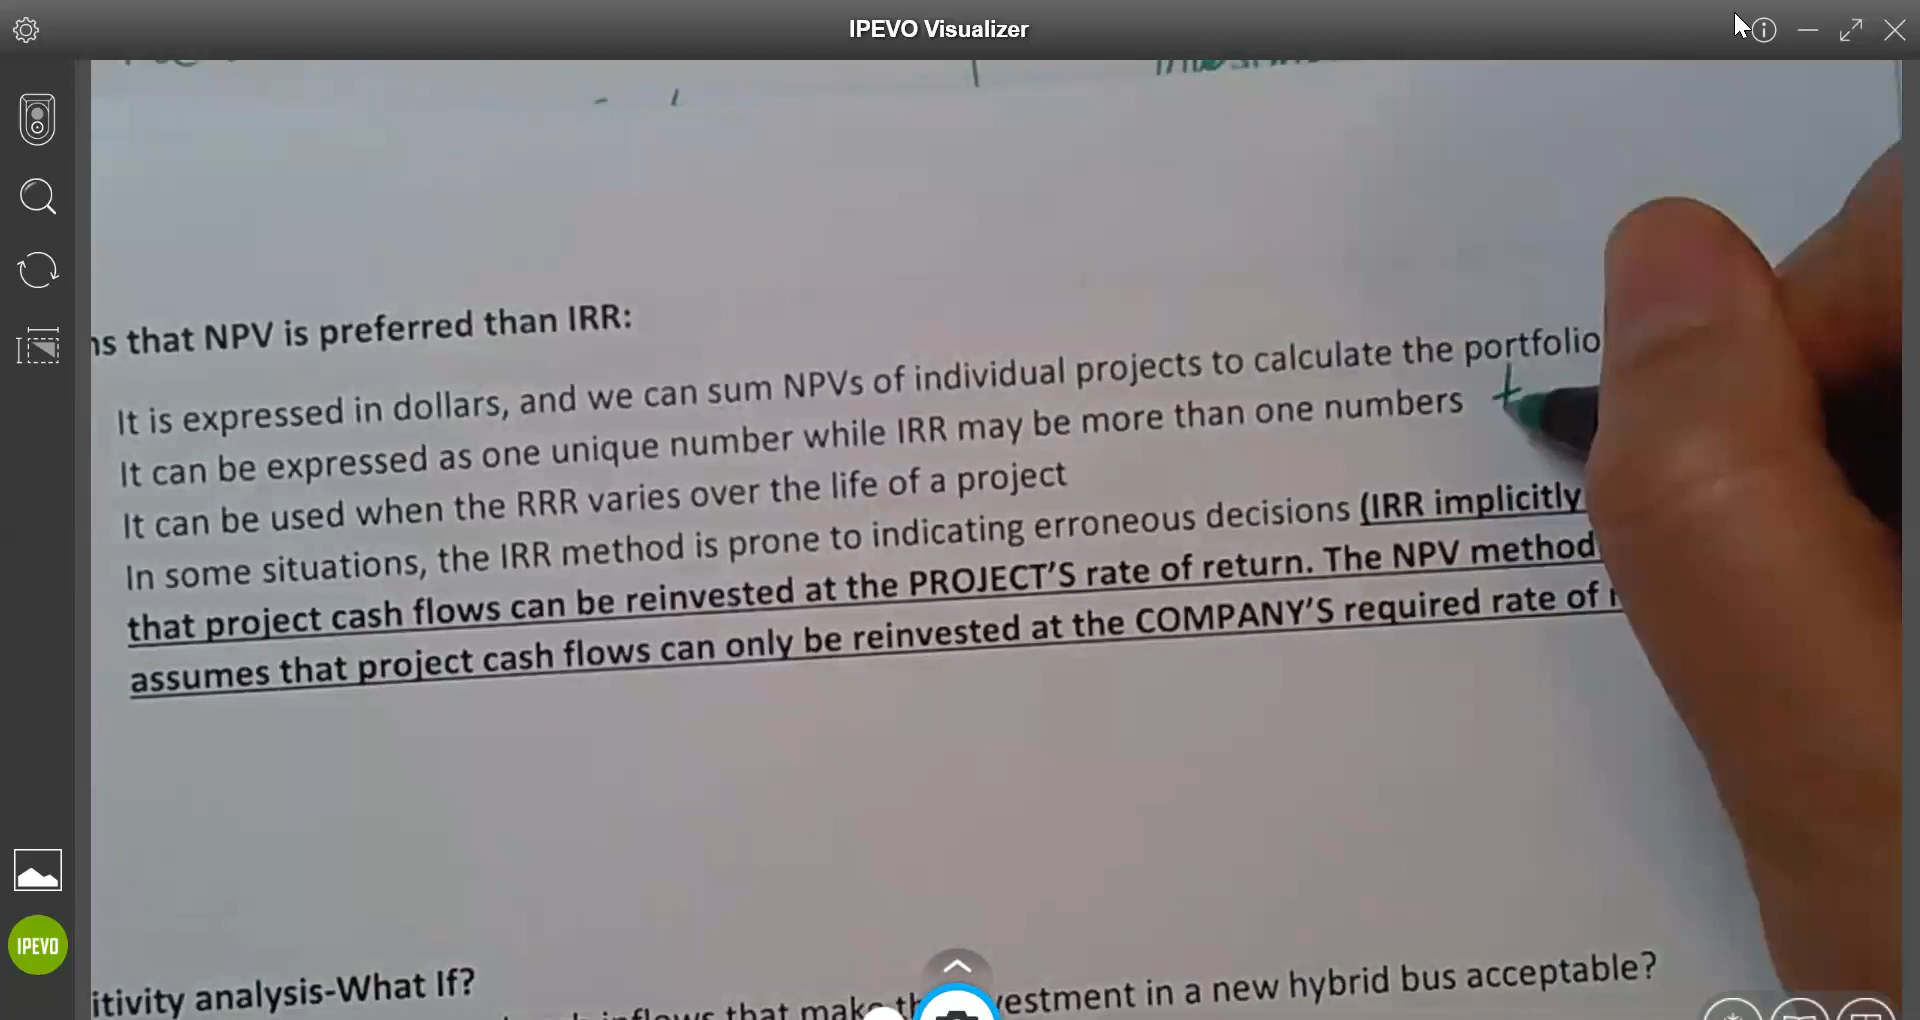 IPEVO Visualizer
ns that NPV is preferred than IRR:
It is expressed in dollars, and we can sum NPVs of individual projects to calculate the portfolio
It can be expressed as one unique number while IRR may be more than one numbers
It can be used when the RRR varies over the life of a project
In some situations, the IRR method is prone to indicating erroneous decisions (IRR implicitly
that project cash flows can be reinvested at the PROJECT'S rate of return. The NPV method
assumes that project cash flows can only be reinvested at the COMPANY'S required rate of
IPEVO
itivity analysis-What If?
inflows that make vestment in a new hybrid bus acceptable?